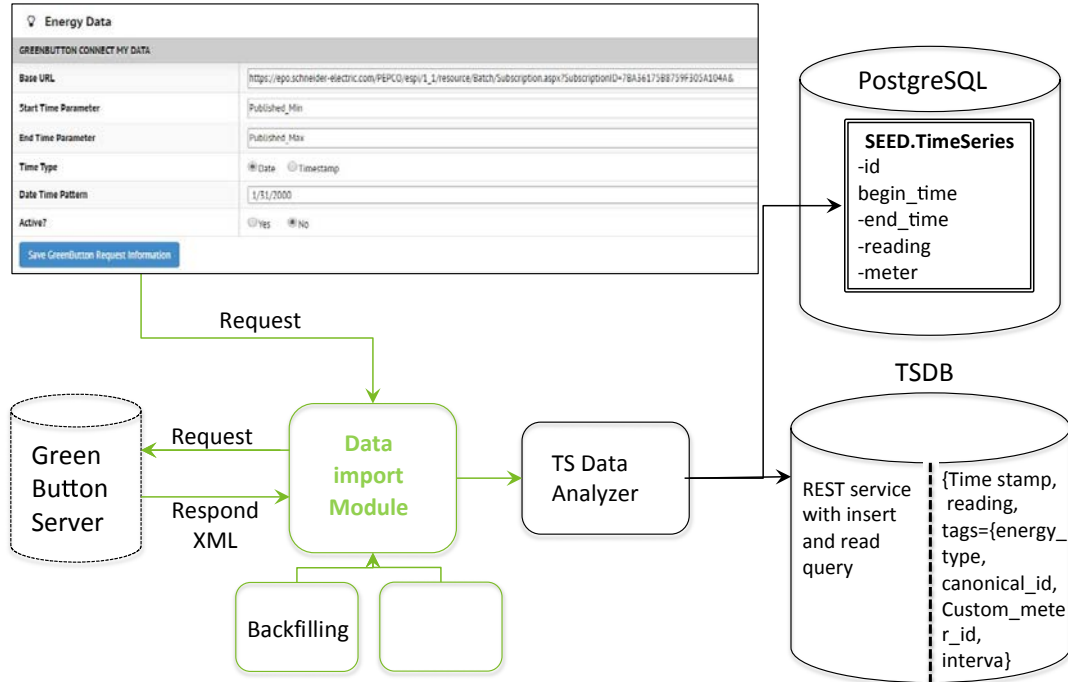 Energy Data
GREENBUTTON CONNECT MY DATA
Base URL
https://epo.schneider-electric.com/PEPCO/espi/1_1/resource/Batch/Subscription.aspx?SubscriptionID=7BA36175B8759F305A104A&
Start Time Parameter
Published_Min
End Time Parameter
Published_Max
Time Type
Date Timestamp
Date Time Pattern
1/31/2000
Active?
Yes No
Save GreenButton Request Information
Request
Green
Button
Server
Request
Respond
XML
Data
import
Module
Backfilling
TS Data
Analyzer
PostgreSQL
SEED.TimeSeries
-id
begin_time
-end_time
-reading
-meter
TSDB
REST service
with insert
and read
query
{Time stamp,
reading,
tags={energy_
type,
canonical_id,
Custom_mete
r_id,
interva}